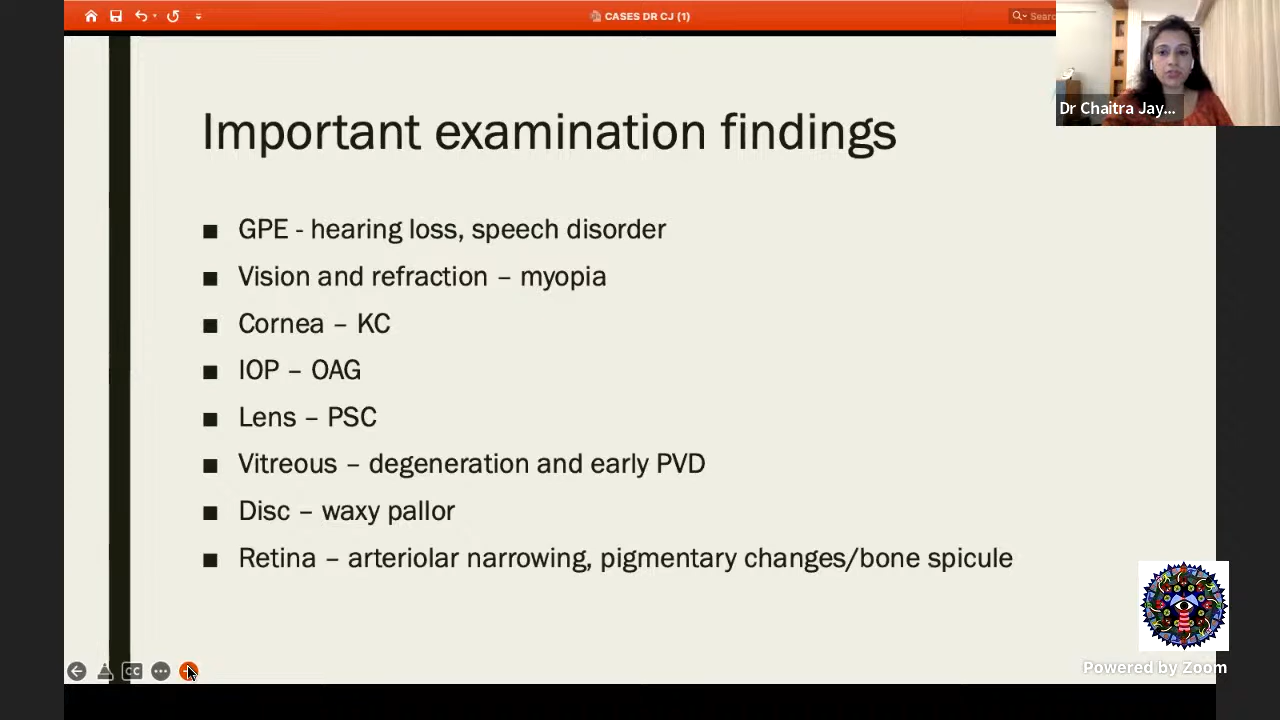 CASES DR CJ (1)
Sear
Dr Chaitra Jay...
Important examination findings
■ GPE - hearing loss, speech disorder
■ Vision and refraction – myopia
■ Cornea – KC
■ IOP – OAG
■ Lens – PSC
■ Vitreous – degeneration and early PVD
■ Disc – waxy pallor
■ Retina – arteriolar narrowing, pigmentary changes/bone spicule
CC
Powered by Zoom